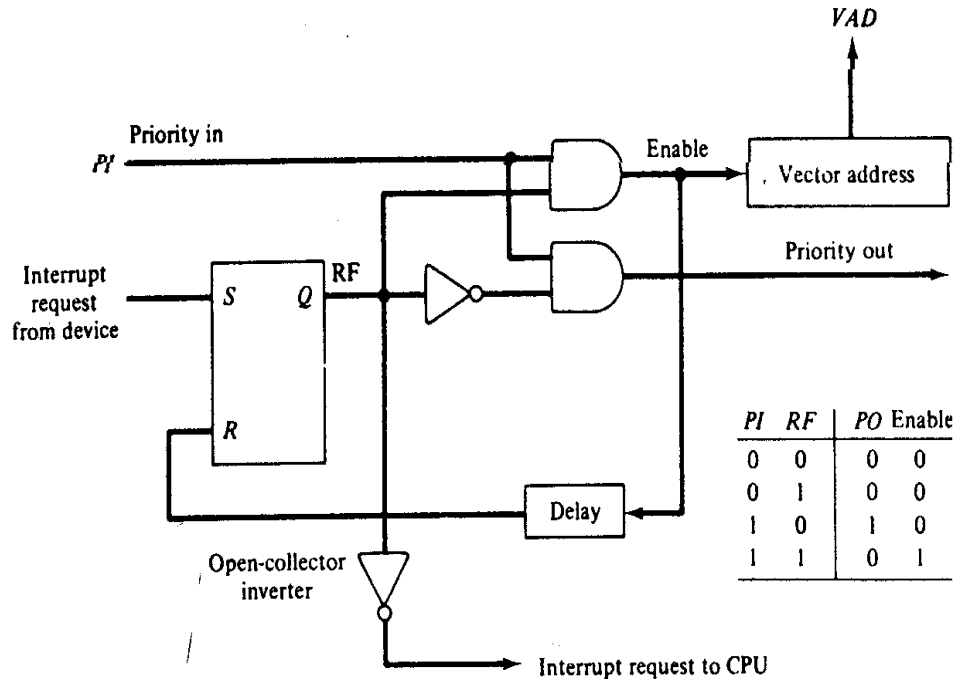 VAD
Priority in
PI
Enable
Vector address
Priority out
Interrupt
request
from device
S
Q
RF
R
Delay
Open-collector
inverter
Interrupt request to CPU
PI RF PO Enable
0 0 0 0
0 1 0 0
1 0 1 0
1 1 0 1